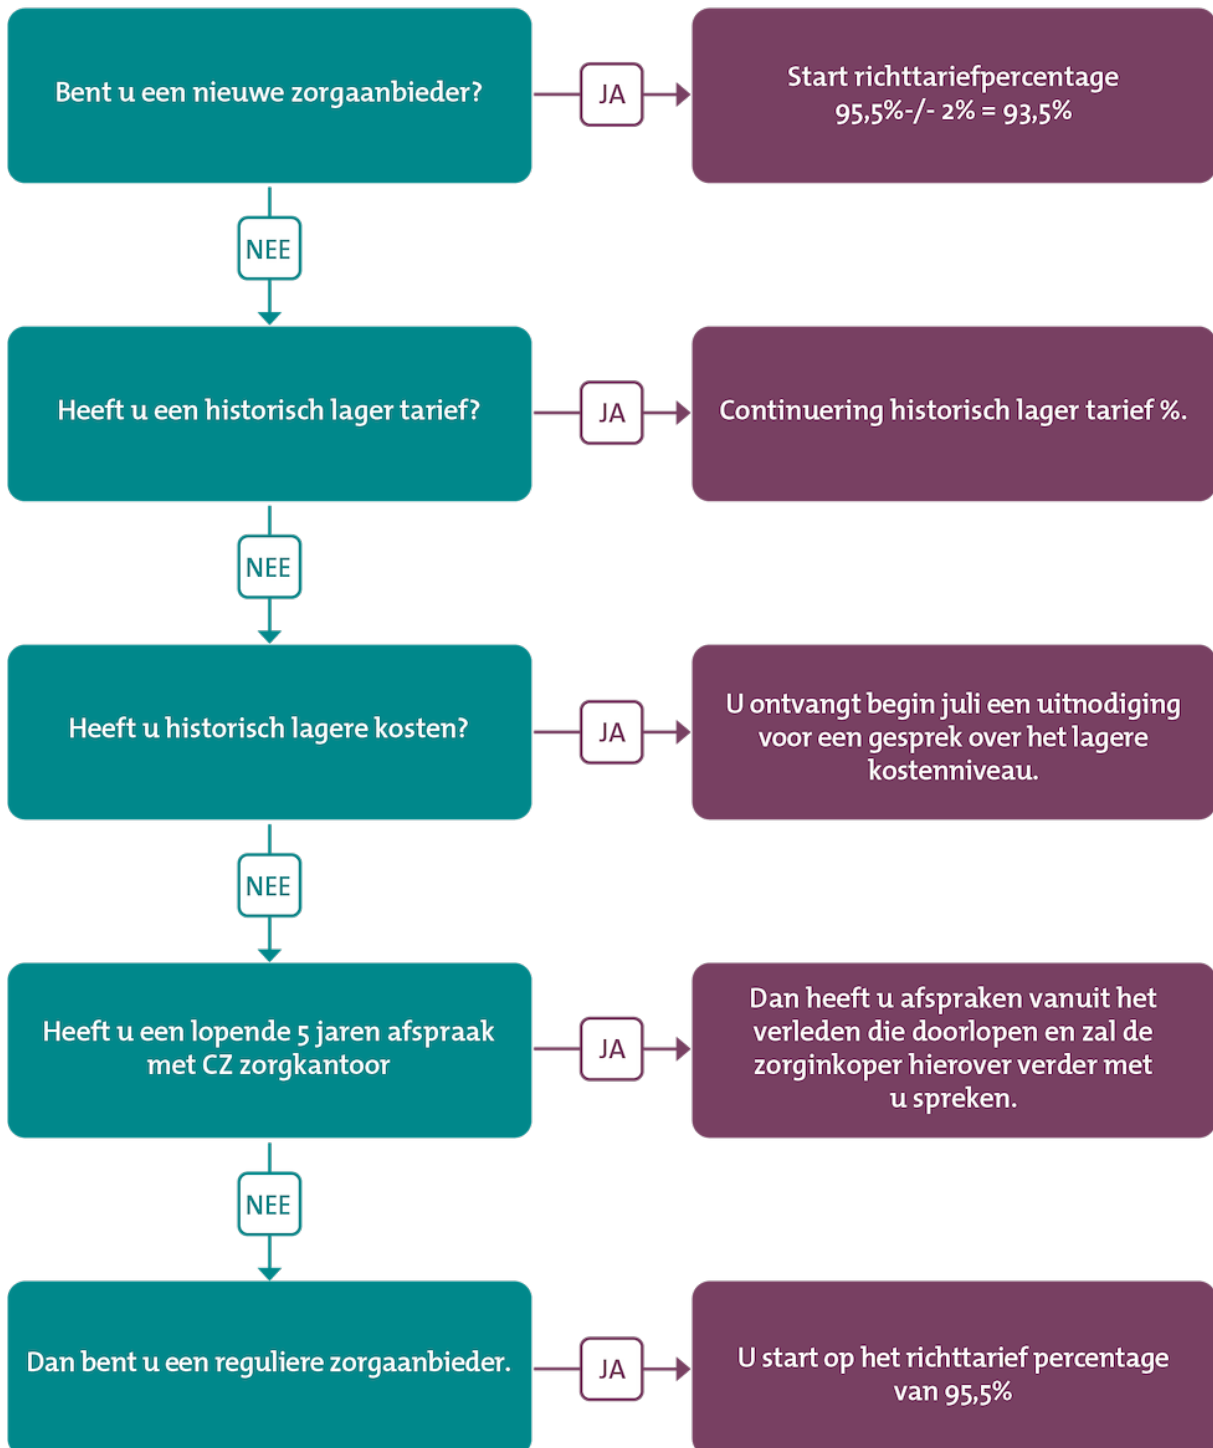 Bent u een nieuwe zorgaanbieder?
JA
Start richttariefpercentage
95,5%-/- 2% = 93,5%
NEE
Heeft u een historisch lager tarief?
JA
Continuering historisch lager tarief %.
NEE
Heeft u historisch lagere kosten?
JA
U ontvangt begin juli een uitnodiging
voor een gesprek over het lagere
kostenniveau.
NEE
Heeft u een lopende 5 jaren afspraak
met CZ zorgkantoor
JA
Dan heeft u afspraken vanuit het
verleden die doorlopen en zal de
zorginkoper hierover verder met
u spreken.
NEE
Dan bent u een reguliere zorgaanbieder.
JA
U start op het richttarief percentage
van 95,5%